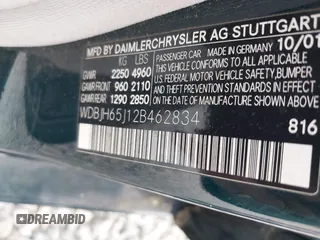 MFD BY DAIMLERCHRYSLER AG STUTTGART
PASSENGER CAR MADE IN GERMANY 10/01
KG LBS
GVWR 2250 4960
GAWR/FRONT 960 2110
GAWR/REAR 1290 2850
THIS VEHICLE CONFORMS TO ALL APPLICABLE
FEDERAL MOTOR VEHICLE SAFETY,
BUMPER, AND THEFT PREVENTION
STANDARDS IN EFFECT ON THE DATE OF
MANUFACTURE SHOWN ABOVE.
WDBJH65J12B462834
816
DREAMBID